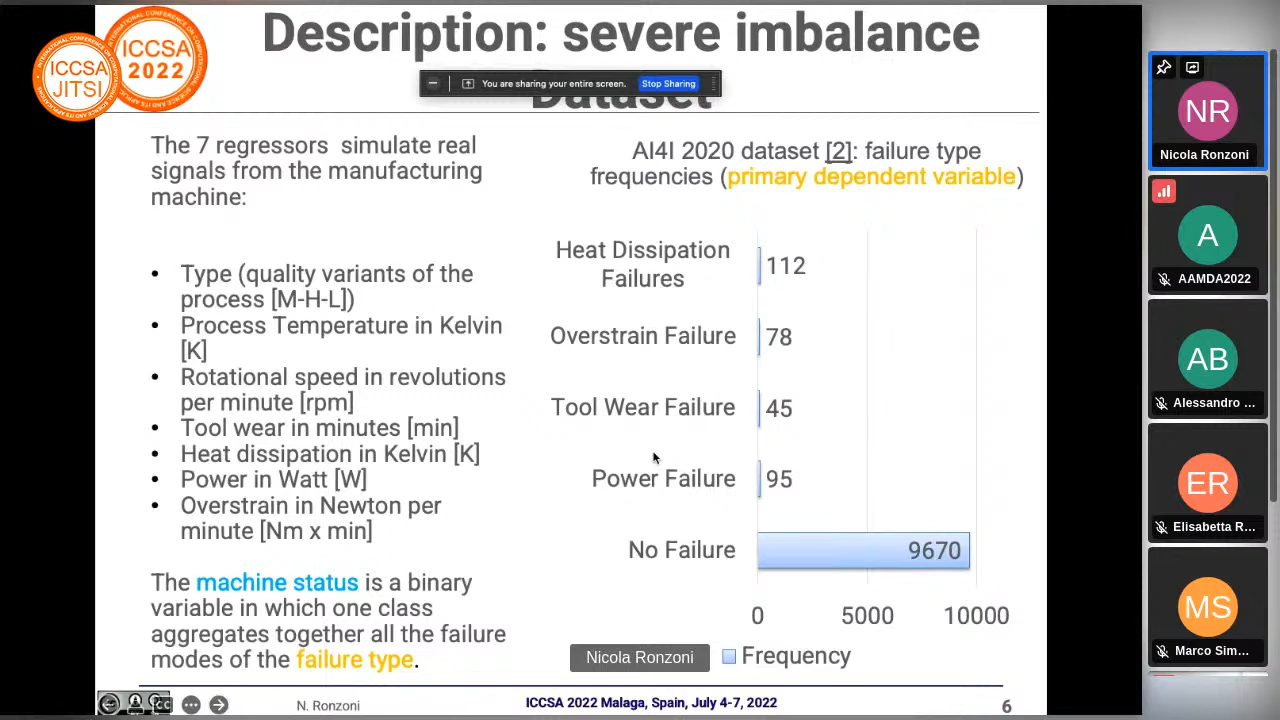 Description: severe imbalance
Dataset
ICCSA
JITSI
ICCSA
2022
You are sharing your entire screen.
Stop Sharing
The 7 regressors simulate real
signals from the manufacturing
machine:
• Type (quality variants of the
process [M-H-L])
• Process Temperature in Kelvin
[K]
• Rotational speed in revolutions
per minute [rpm]
• Tool wear in minutes [min]
• Heat dissipation in Kelvin [K]
• Power in Watt [W]
• Overstrain in Newton per
minute [Nm x min]
The machine status is a binary
variable in which one class
aggregates together all the failure
modes of the failure type.
AI4I 2020 dataset [2]: failure type
frequencies (primary dependent variable)
Heat Dissipation
Failures
112
Overstrain Failure
78
Tool Wear Failure
45
Power Failure
95
No Failure
9670
0 5000 10000
Frequency
Nicola Ronzoni
N. Ronzoni
ICCSA 2022 Malaga, Spain, July 4-7, 2022
6
NR
Nicola Ronzoni
A
AAMDA2022
AB
Alessandro ...
ER
Elisabetta R...
MS
Marco Sim...